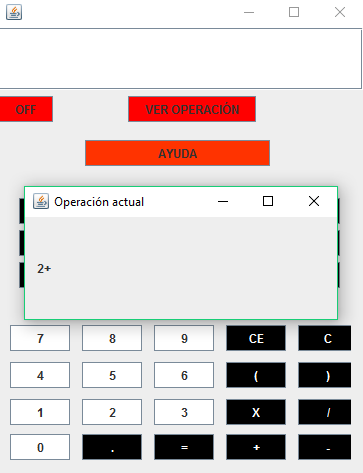 OFF VER OPERACIÓN
AYUDA
Operación actual
2+
7 8 9 CE C
4 5 6 ( )
1 2 3 X /
0 . = + -